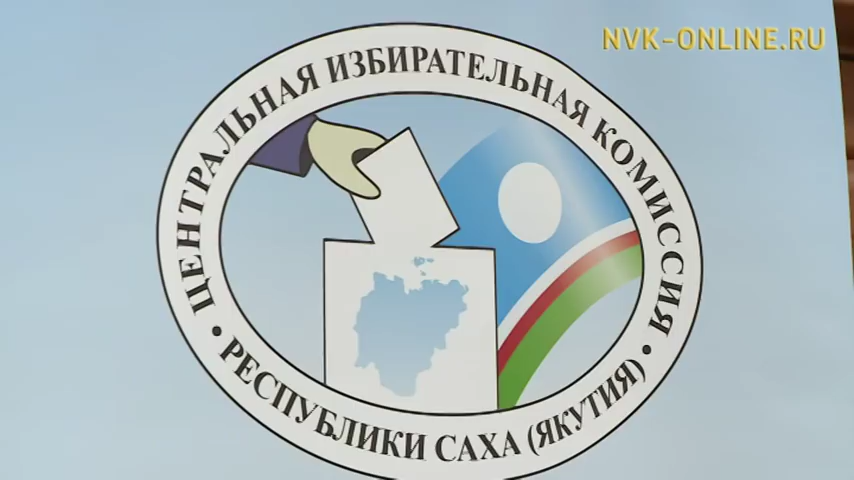 NVK-ONLINE.RU
ЦЕНТРАЛЬНАЯ ИЗБИРАТЕЛЬНАЯ КОМИССИЯ
• РЕСПУБЛИКИ САХА (ЯКУТИЯ) •